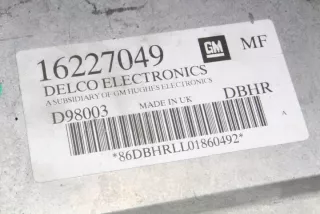 16227049 GM MF
DELCO ELECTRONICS
A SUBSIDIARY OF GM HUGHES ELECTRONICS
D98003 MADE IN UK DBHR
A
*86DBHRLL01860492*